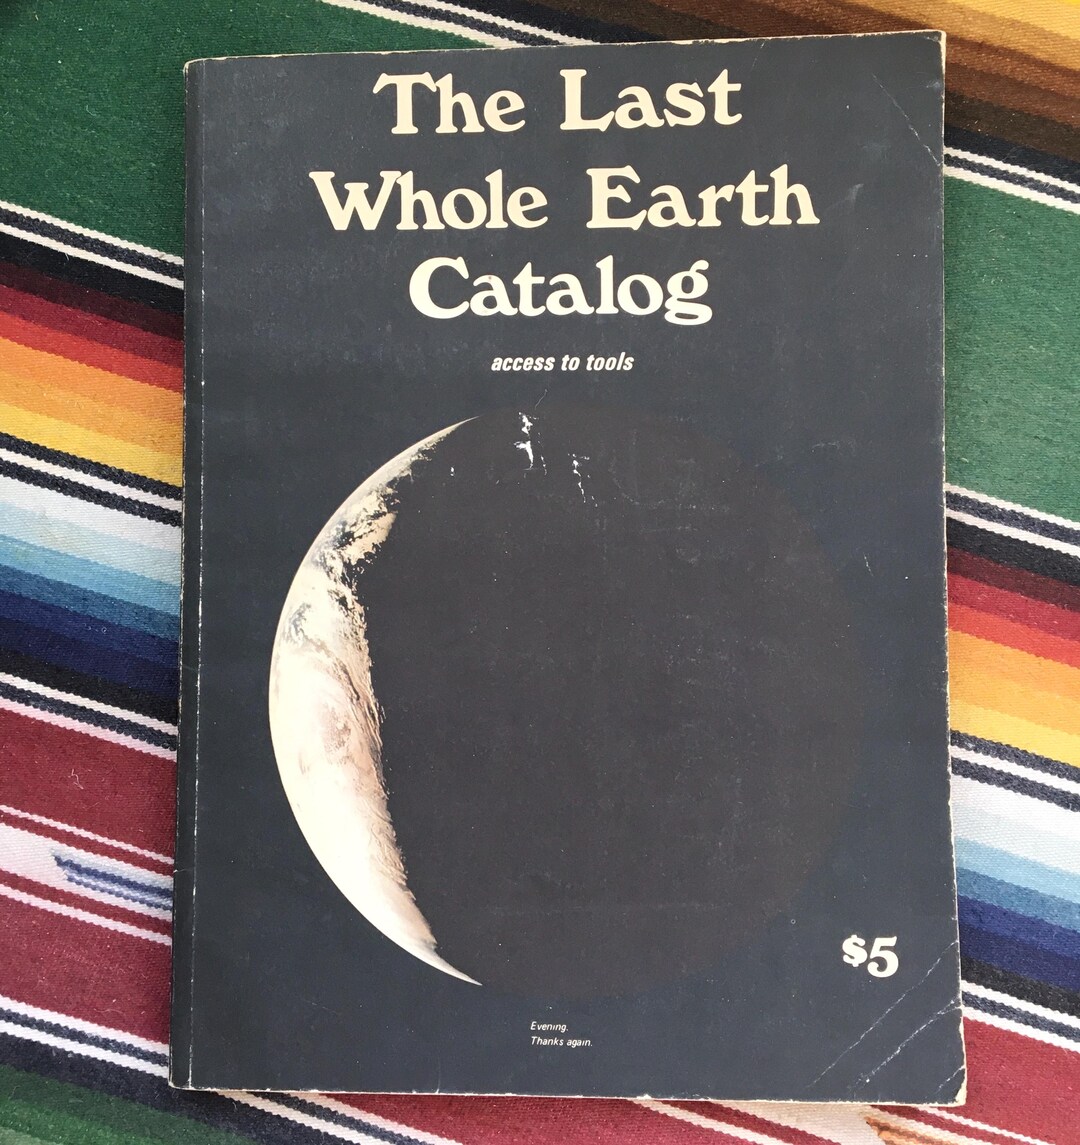 The Last
Whole Earth
Catalog
access to tools
$5
Evening.
Thanks again.